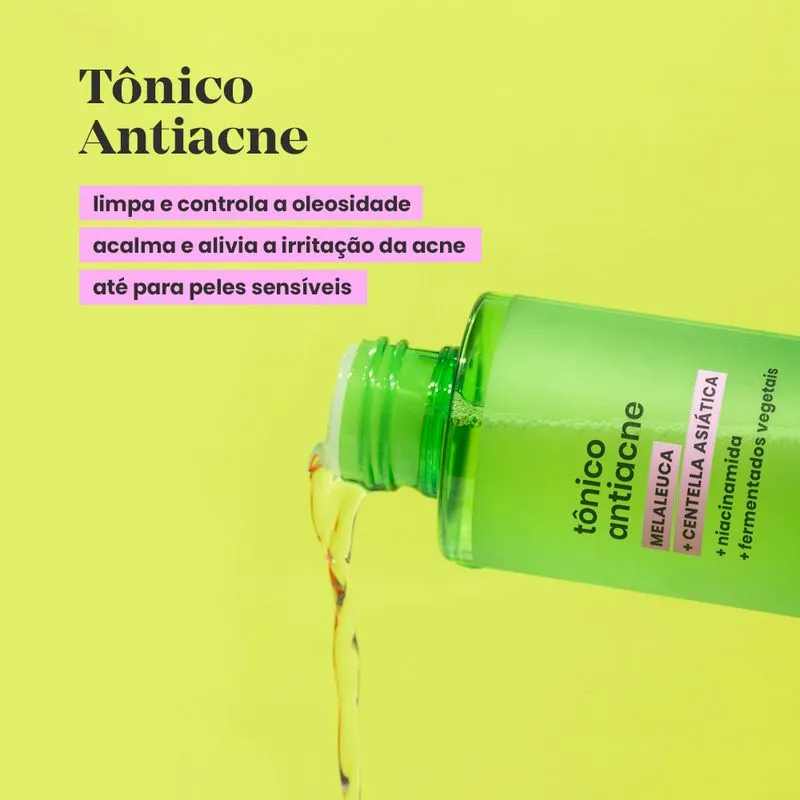 Tônico
Antiacne
limpa e controla a oleosidade
acalma e alivia a irritação da acne
até para peles sensíveis
tônico
antiacne
MELALEUCA
+ CENTELLA ASIÁTICA
+ niacinamida
+ fermentados vegetais